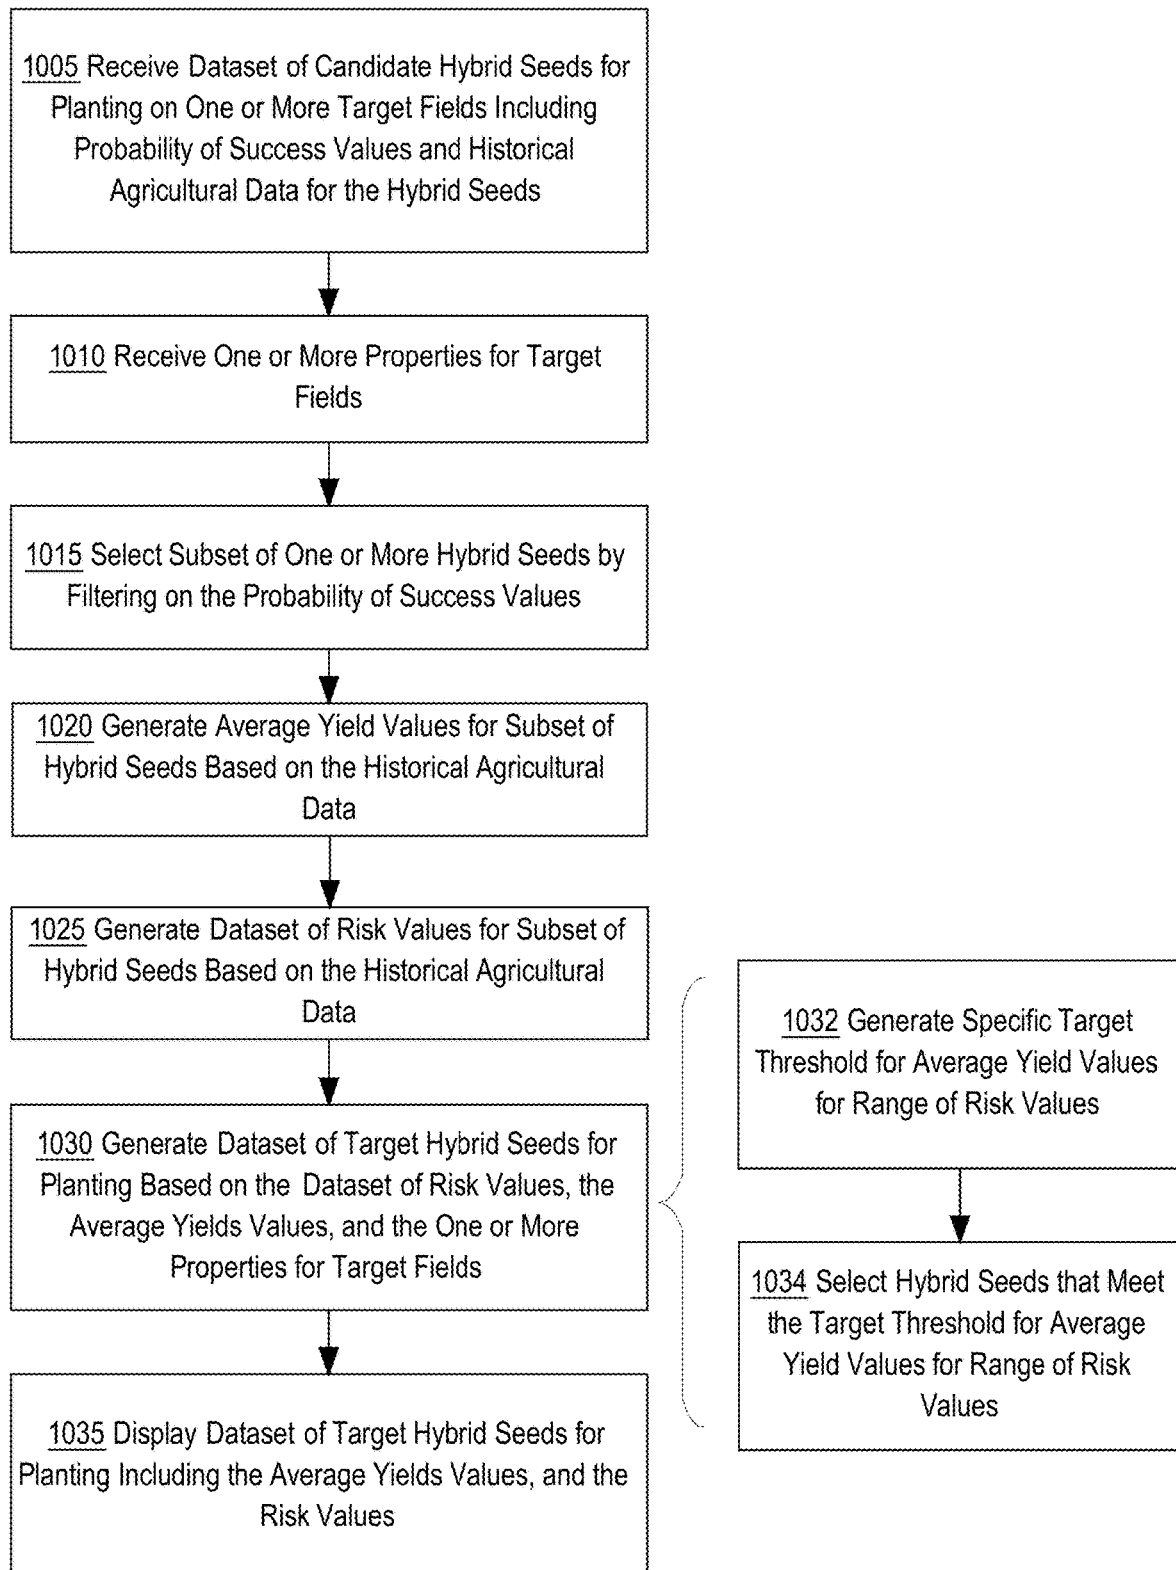 1005 Receive Dataset of Candidate Hybrid Seeds for
Planting on One or More Target Fields Including
Probability of Success Values and Historical
Agricultural Data for the Hybrid Seeds
1010 Receive One or More Properties for Target
Fields
1015 Select Subset of One or More Hybrid Seeds by
Filtering on the Probability of Success Values
1020 Generate Average Yield Values for Subset of
Hybrid Seeds Based on the Historical Agricultural
Data
1025 Generate Dataset of Risk Values for Subset of
Hybrid Seeds Based on the Historical Agricultural
Data
1030 Generate Dataset of Target Hybrid Seeds for
Planting Based on the Dataset of Risk Values, the
Average Yields Values, and the One or More
Properties for Target Fields
1032 Generate Specific Target
Threshold for Average Yield Values
for Range of Risk Values
1034 Select Hybrid Seeds that Meet
the Target Threshold for Average
Yield Values for Range of Risk
Values
1035 Display Dataset of Target Hybrid Seeds for
Planting Including the Average Yields Values, and the
Risk Values